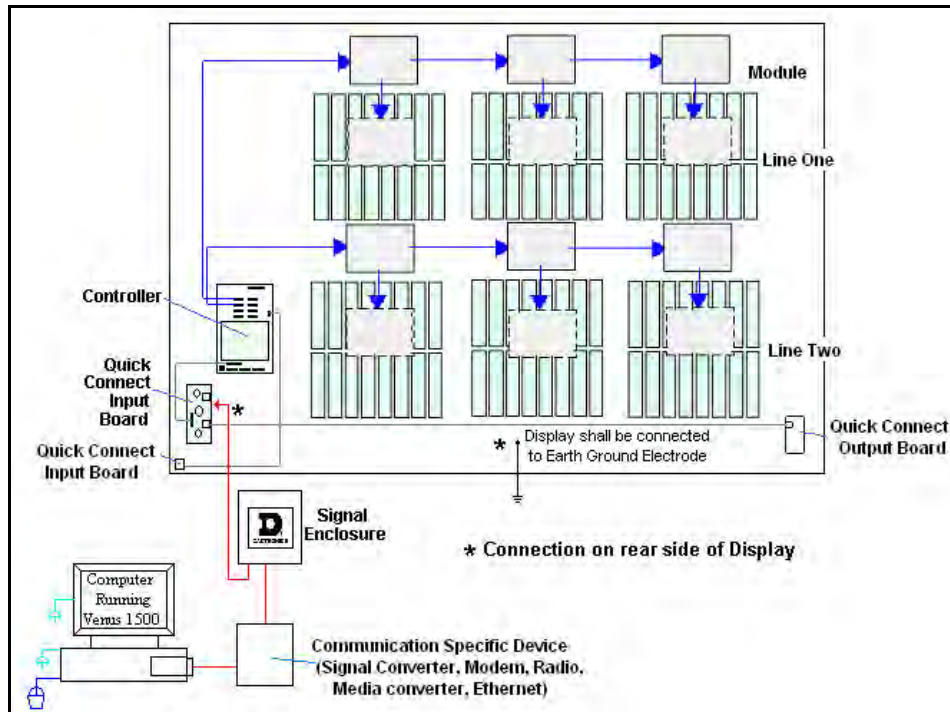 Module
Line One
Controller
Line Two
Quick
Connect
Input
Board
*
Quick Connect
Input Board
* Display shall be connected
to Earth Ground Electrode
Quick Connect
Output Board
Signal
Enclosure
D
DAKTRONICS
* Connection on rear side of Display
Computer
Running
Venus 1500
Communication Specific Device
(Signal Converter, Modem, Radio,
Media converter, Ethernet)